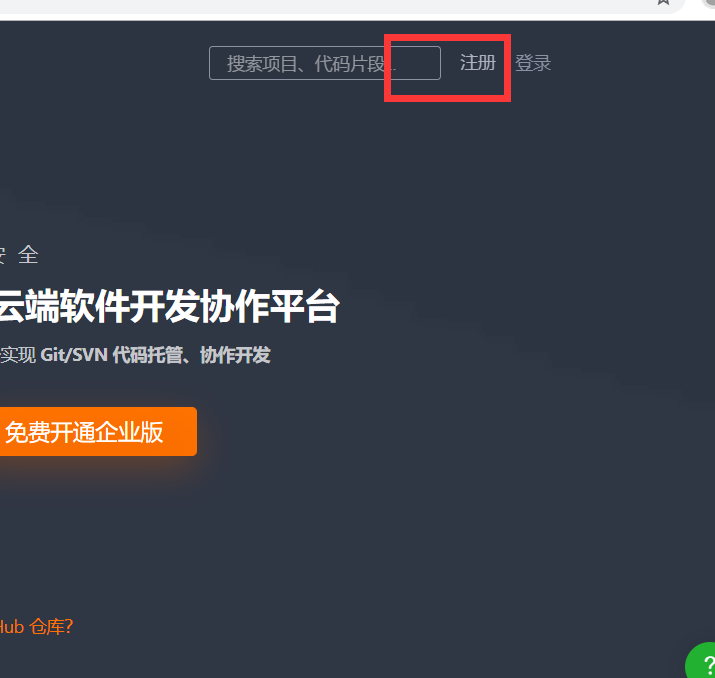 搜索项目、代码片段...
注册 登录
全
云端软件开发协作平台
实现 Git/SVN 代码托管、协作开发
免费开通企业版
Hub 仓库?
?